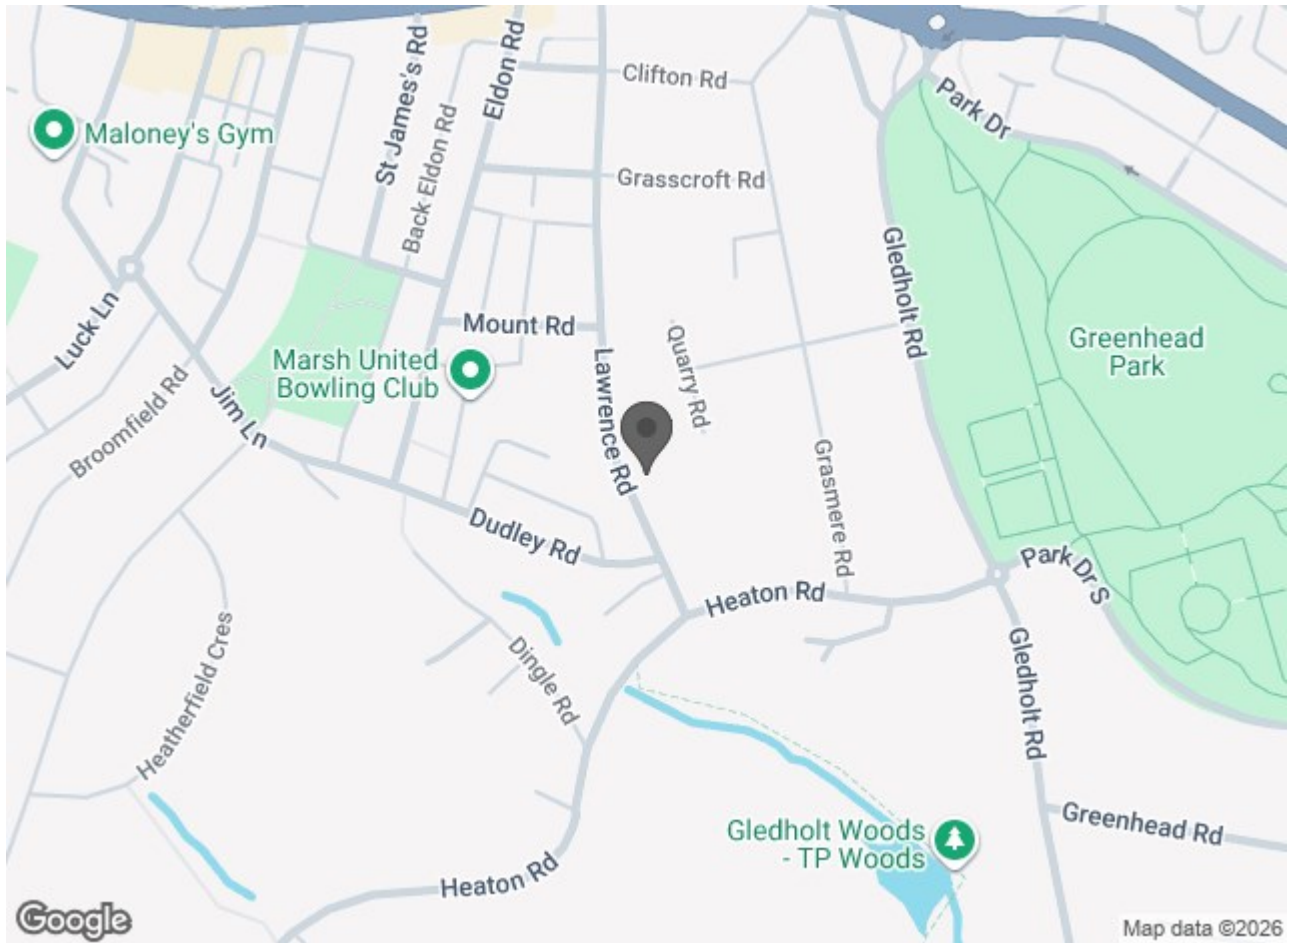 St James's Rd
Eldon Rd
Back Eldon Rd
Clifton Rd
Park Dr
Maloney's Gym
Grasscroft Rd
Gledholt Rd
Luck Ln
Mount Rd
Quarry Rd
Greenhead
Park
Marsh United
Bowling Club
Lawrence Rd
Broomfield Rd
Jim Ln
Grasmere Rd
Dudley Rd
Park Dr S
Heaton Rd
Heatherfield Cres
Dingle Rd
Gledholt Rd
Greenhead Rd
Gledholt Woods
- TP Woods
Heaton Rd
Google
Map data ©2026